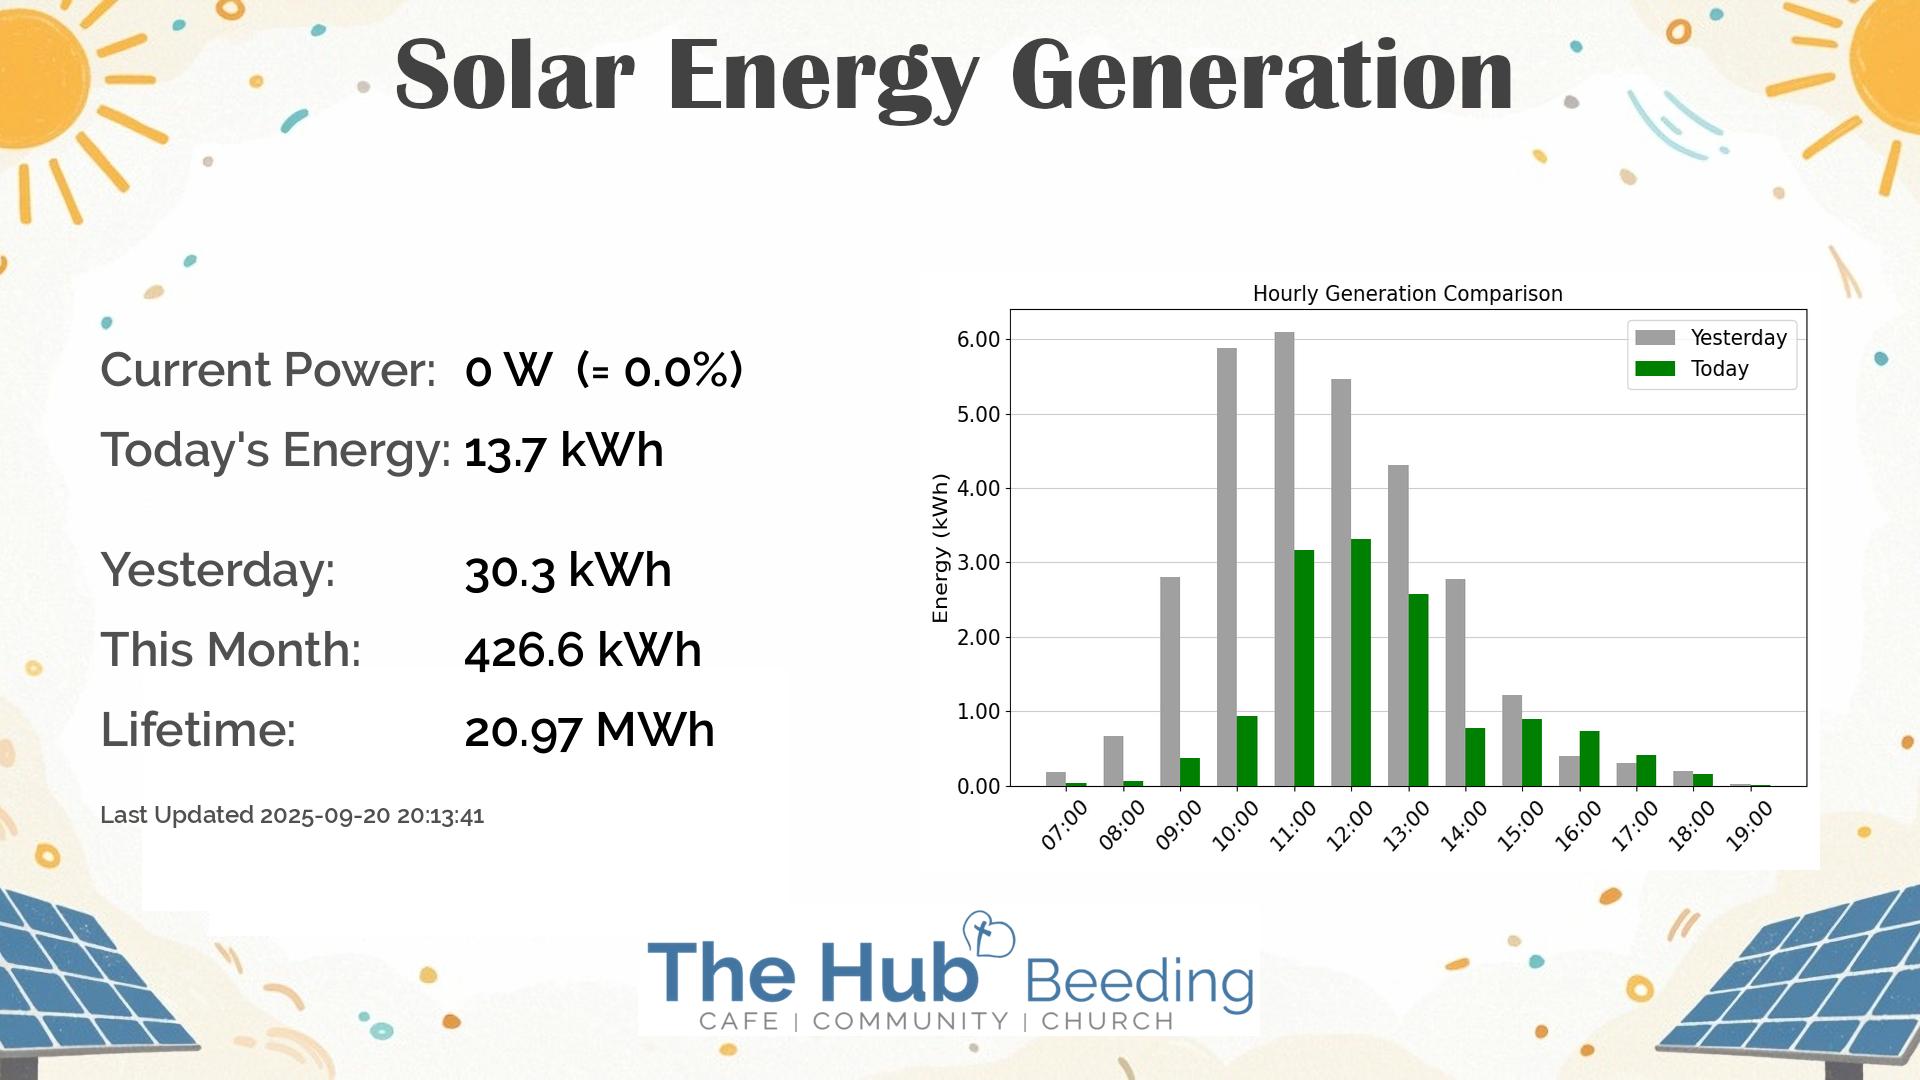 Solar Energy Generation
Current Power: 0 W (= 0.0%)
Today's Energy: 13.7 kWh
Yesterday: 30.3 kWh
This Month: 426.6 kWh
Lifetime: 20.97 MWh
Last Updated 2025-09-20 20:13:41
Hourly Generation Comparison
Yesterday
Today
Energy (kWh)
6.00
5.00
4.00
3.00
2.00
1.00
0.00
07:00 08:00 09:00 10:00 11:00 12:00 13:00 14:00 15:00 16:00 17:00 18:00 19:00
The Hub Beeding
CAFE | COMMUNITY | CHURCH